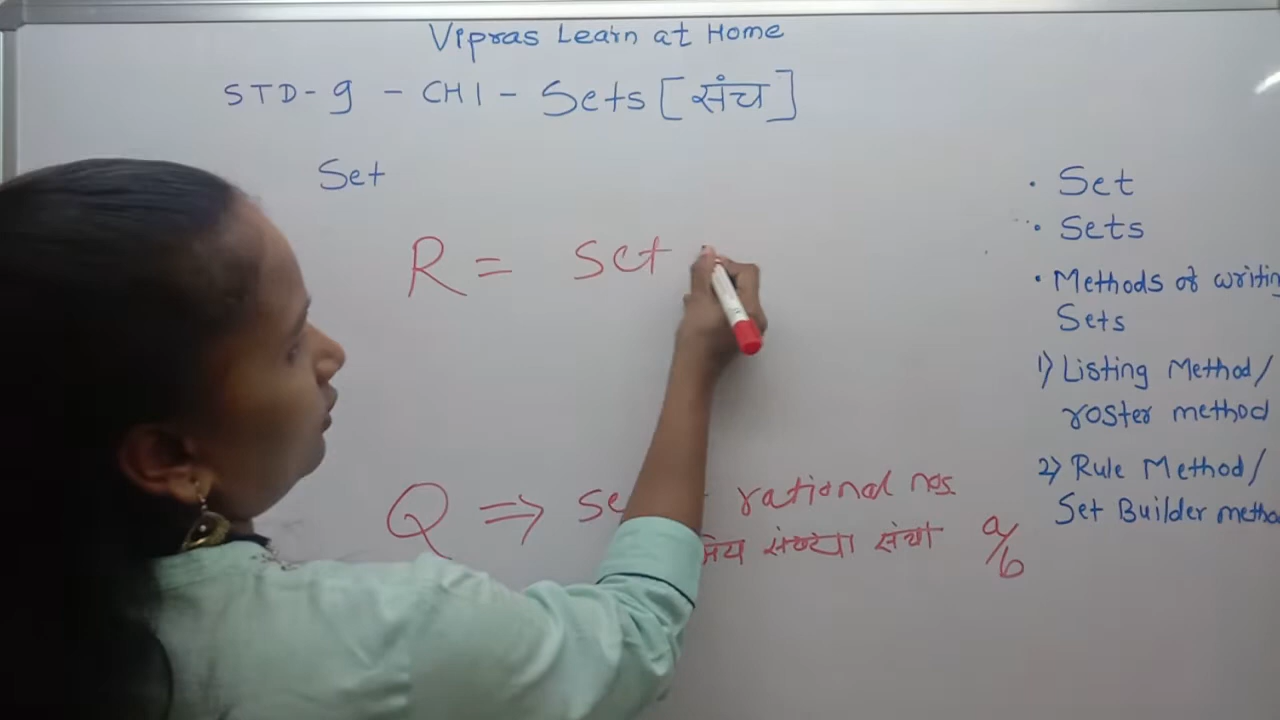 Vipras Learn at Home
STD-9 - CH1 - Sets [संच]
Set
R = Set
Q ⇒ rational nos
संख्या संचा a/b
· Set
· Sets
· Methods of writin
Sets
1) Listing Method/
roster method
2) Rule Method/
Set Builder metho